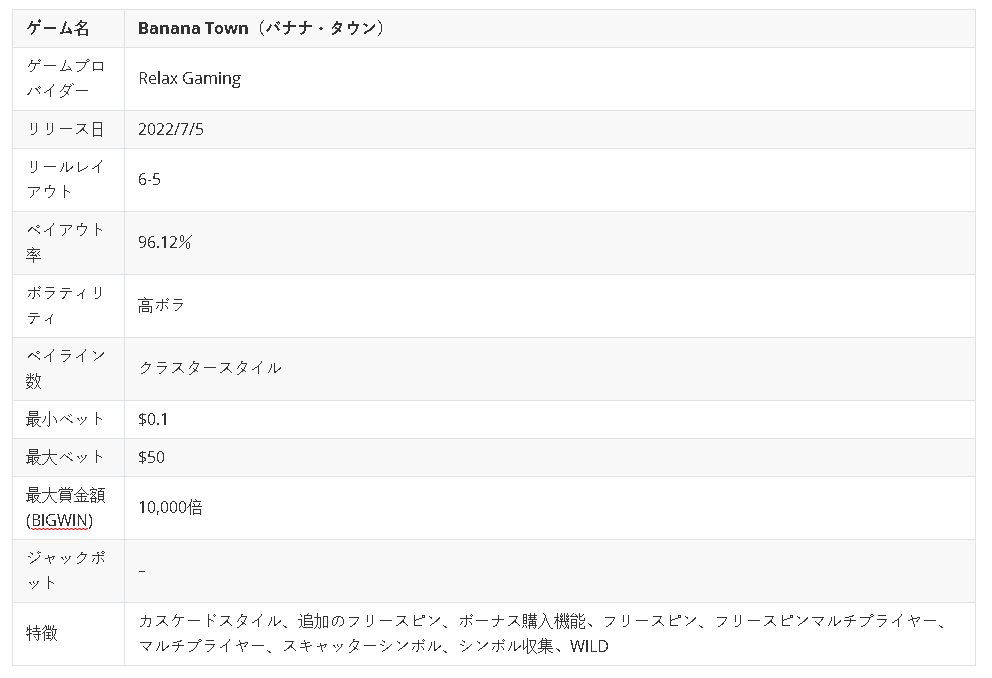 ゲーム名
Banana Town（バナナ・タウン）
ゲームプロ
バイダー
Relax Gaming
リリース日
2022/7/5
リールレイ
アウト
6-5
ペイアウト
率
96.12%
ボラティリ
ティ
高ボラ
ペイライン
数
クラスタースタイル
最小ベット
$0.1
最大ベット
$50
最大賞金額
(BIGWIN)
10,000倍
ジャックポ
ット
–
特徴
カスケードスタイル、追加のフリースピン、ボーナス購入機能、フリースピン、フリースピンマルチプライヤー、
マルチプライヤー、スキャッターシンボル、シンボル収集、WILD